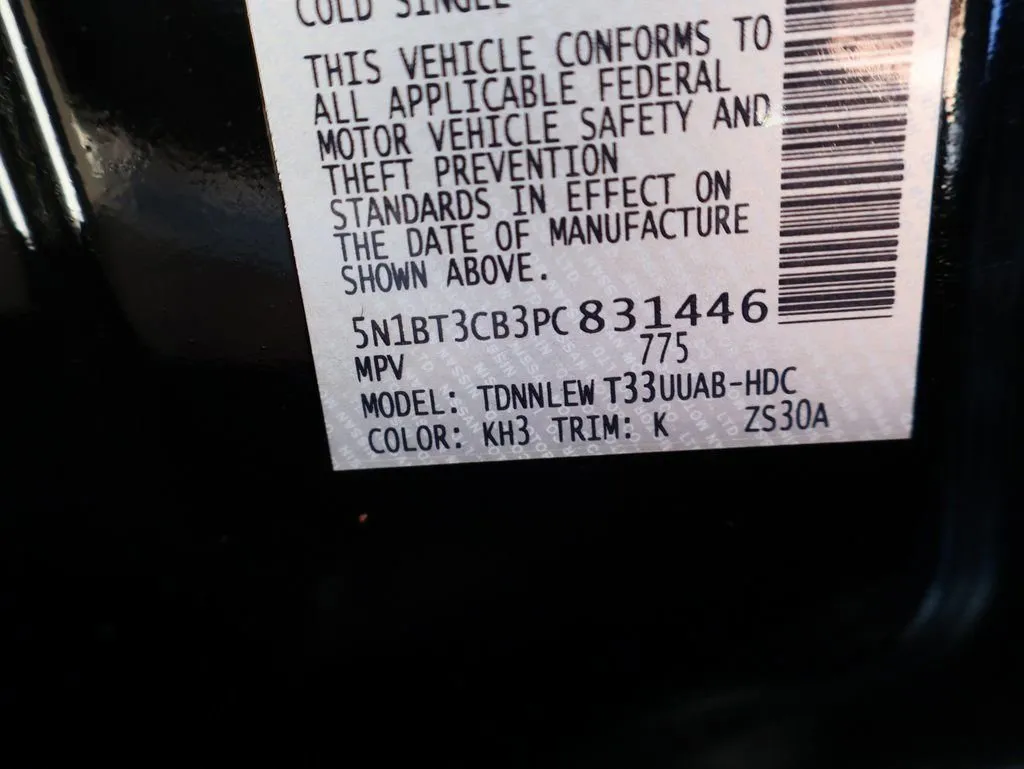 COLD SINGLE
THIS VEHICLE CONFORMS TO
ALL APPLICABLE FEDERAL
MOTOR VEHICLE SAFETY AND
THEFT PREVENTION
STANDARDS IN EFFECT ON
THE DATE OF MANUFACTURE
SHOWN ABOVE.
5N1BT3CB3PC831446
775
MPV
MODEL: TDNNLEW T33UUAB-HDC
COLOR: KH3 TRIM: K ZS30A